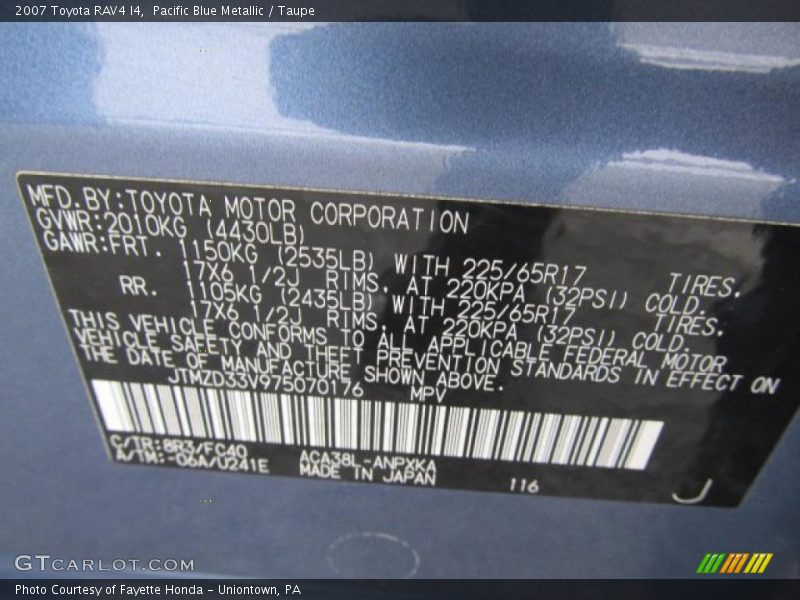 2007 Toyota RAV4 I4, Pacific Blue Metallic / Taupe
MFD.BY:TOYOTA MOTOR CORPORATION
GVWR:2010KG (4430LB)
GAWR:FRT. 1150KG (2535LB) WITH 225/65R17 TIRES.
17X6 1/2J RIMS, AT 220KPA (32PSI) COLD.
RR. 1105KG (2435LB) WITH 225/65R17 TIRES.
17X6 1/2J RIMS, AT 220KPA (32PSI) COLD.
THIS VEHICLE CONFORMS TO ALL APPLICABLE FEDERAL MOTOR
VEHICLE SAFETY AND THEFT PREVENTION STANDARDS IN EFFECT ON
THE DATE OF MANUFACTURE SHOWN ABOVE.
JTMZD33V975070176 MPV
C/TR:8R3/FC40 ACA38L-ANPXKA
A/TM:-06A/U241E MADE IN JAPAN 116 J
GTCARLOT.COM
Photo Courtesy of Fayette Honda - Uniontown, PA